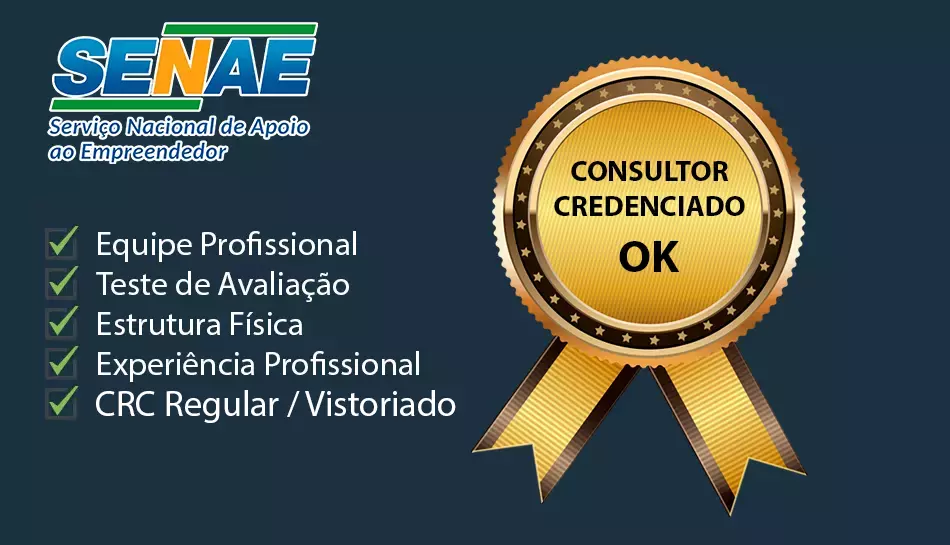 SENAE
Serviço Nacional de Apoio
ao Empreendedor
Equipe Profissional
Teste de Avaliação
Estrutura Física
Experiência Profissional
CRC Regular / Vistoriado
CONSULTOR
CREDENCIADO
OK